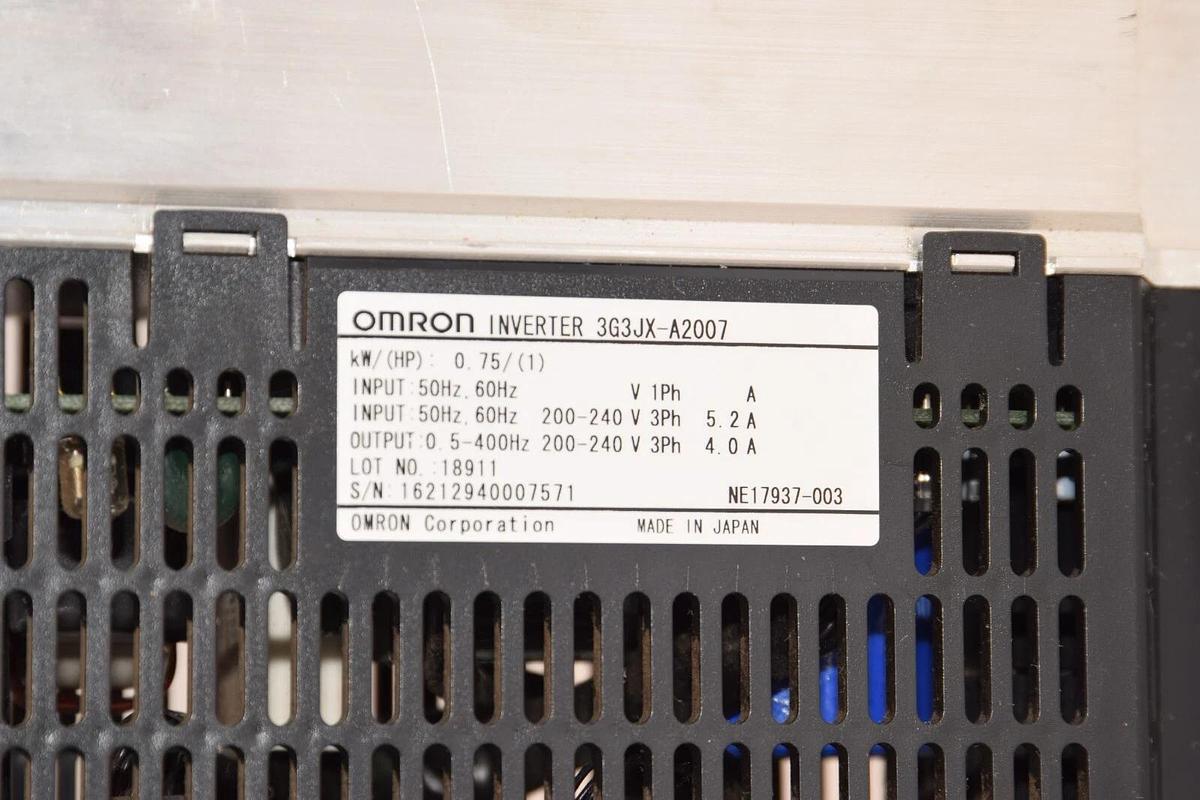 OMRON INVERTER 3G3JX-A2007
kW/(HP): 0.75/(1)
INPUT:50Hz,60Hz V 1Ph A
INPUT:50Hz,60Hz 200-240 V 3Ph 5.2 A
OUTPUT:0.5-400Hz 200-240 V 3Ph 4.0 A
LOT NO.:18911
S/N:16212940007571 NE17937-003
OMRON Corporation MADE IN JAPAN